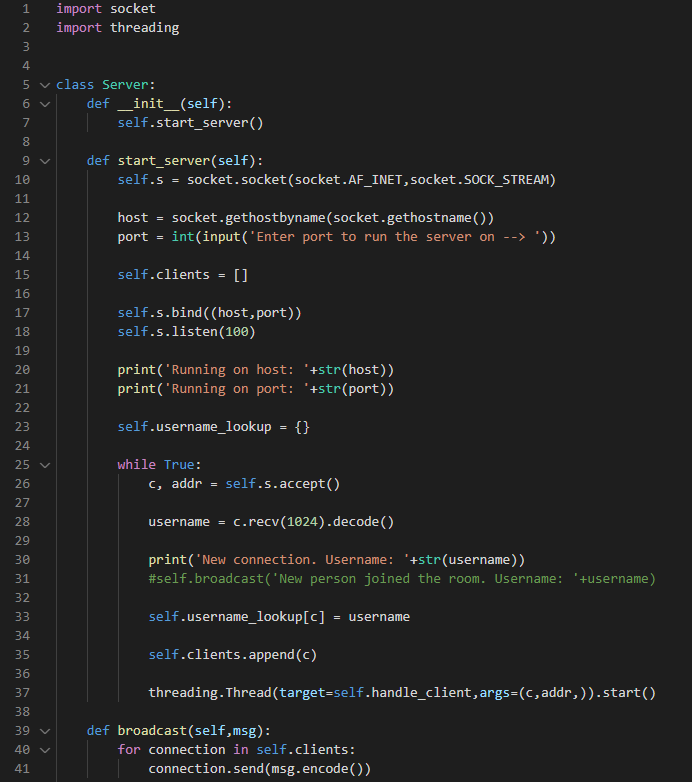 1 import socket
2 import threading
3
4
5 class Server:
6     def __init__(self):
7         self.start_server()
8
9     def start_server(self):
10         self.s = socket.socket(socket.AF_INET,socket.SOCK_STREAM)
11
12         host = socket.gethostbyname(socket.gethostname())
13         port = int(input('Enter port to run the server on --> '))
14
15         self.clients = []
16
17         self.s.bind((host,port))
18         self.s.listen(100)
19
20         print('Running on host: '+str(host))
21         print('Running on port: '+str(port))
22
23         self.username_lookup = {}
24
25         while True:
26             c, addr = self.s.accept()
27
28             username = c.recv(1024).decode()
29
30             print('New connection. Username: '+str(username))
31             #self.broadcast('New person joined the room. Username: '+username)
32
33             self.username_lookup[c] = username
34
35             self.clients.append(c)
36
37             threading.Thread(target=self.handle_client,args=(c,addr,)).start()
38
39     def broadcast(self,msg):
40         for connection in self.clients:
41             connection.send(msg.encode())